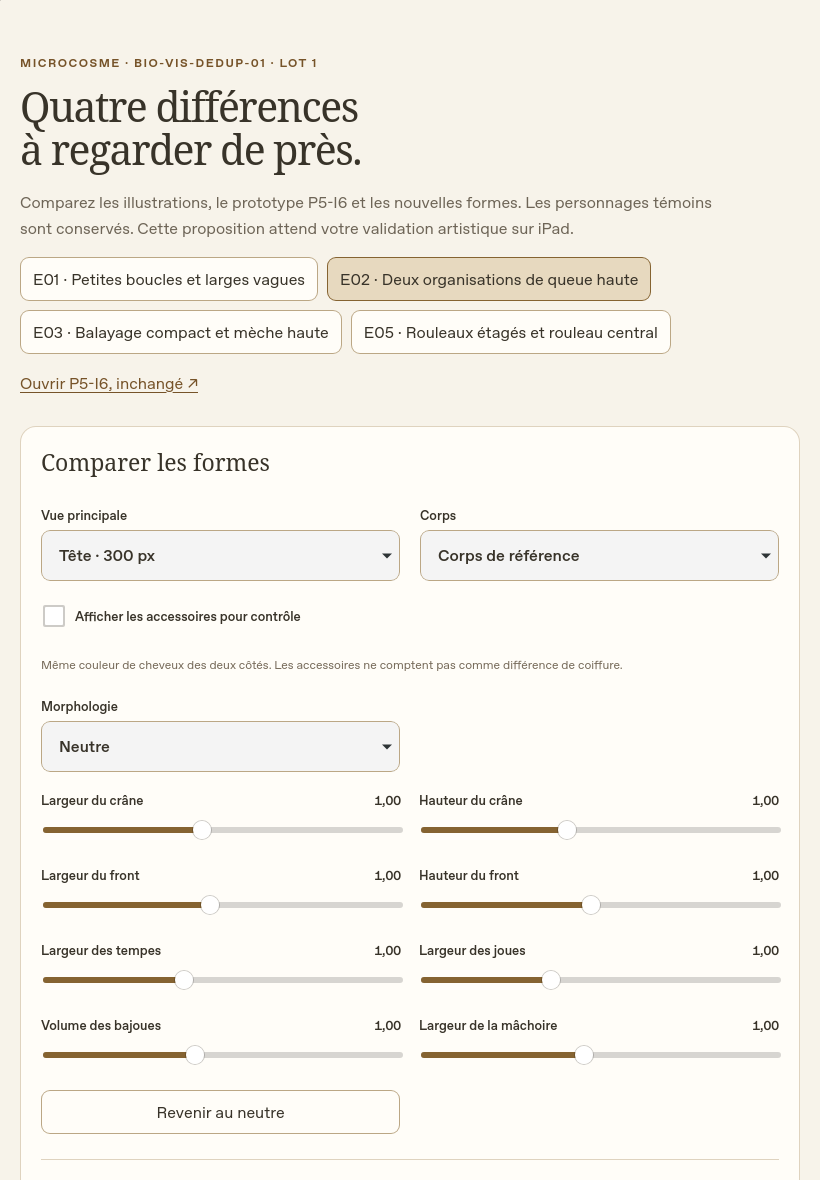 MICROCOSME · BIO-VIS-DEDUP-01 · LOT 1
Quatre différences
à regarder de près.
Comparez les illustrations, le prototype P5-I6 et les nouvelles formes. Les personnages témoins
sont conservés. Cette proposition attend votre validation artistique sur iPad.
E01 · Petites boucles et larges vagues
E02 · Deux organisations de queue haute
E03 · Balayage compact et mèche haute
E05 · Rouleaux étagés et rouleau central
Ouvrir P5-I6, inchangé ↗
Comparer les formes
Vue principale
Corps
Tête · 300 px
Corps de référence
Afficher les accessoires pour contrôle
Même couleur de cheveux des deux côtés. Les accessoires ne comptent pas comme différence de coiffure.
Morphologie
Neutre
Largeur du crâne 1,00
Hauteur du crâne 1,00
Largeur du front 1,00
Hauteur du front 1,00
Largeur des tempes 1,00
Largeur des joues 1,00
Volume des bajoues 1,00
Largeur de la mâchoire 1,00
Revenir au neutre